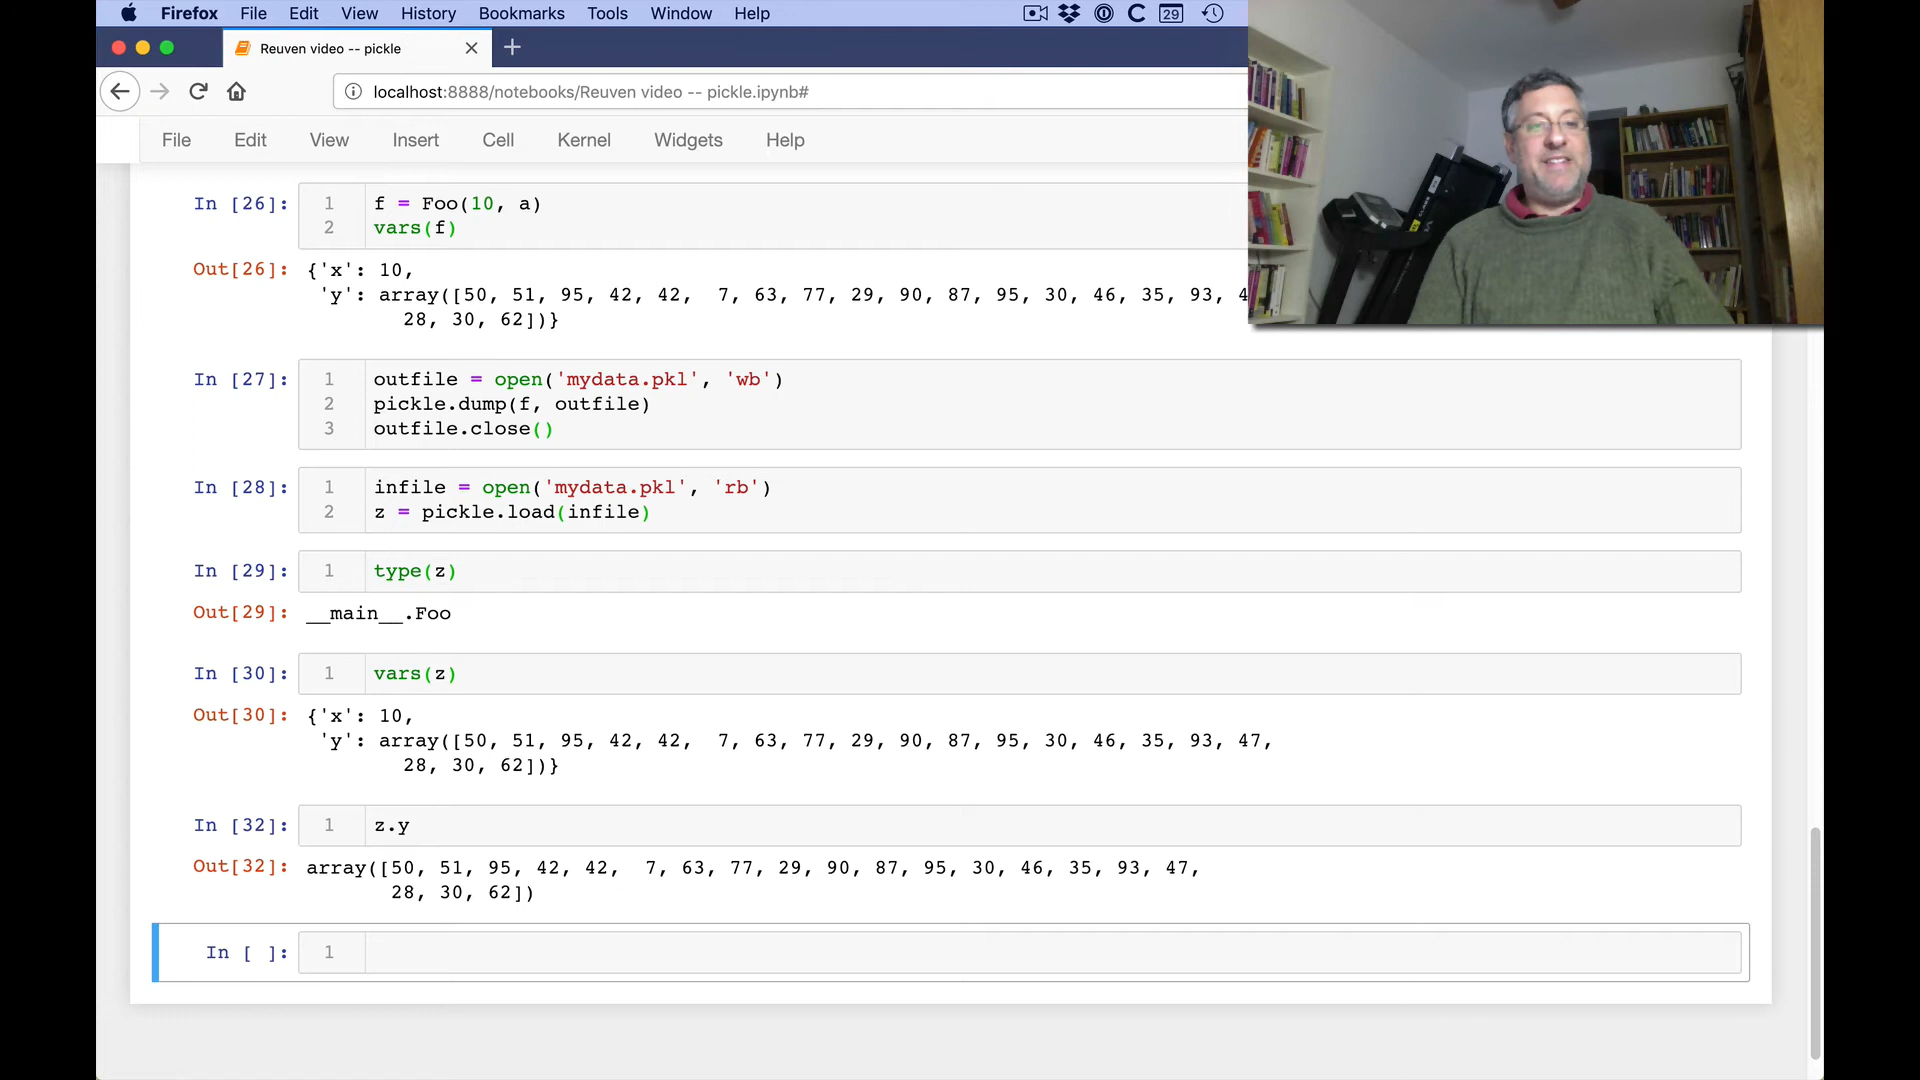 Firefox File Edit View History Bookmarks Tools Window Help 29
Reuven video -- pickle
localhost:8888/notebooks/Reuven video -- pickle.ipynb#
File Edit View Insert Cell Kernel Widgets Help
In [26]: 1 f = Foo(10, a)
2 vars(f)
Out[26]: {'x': 10,
'y': array([50, 51, 95, 42, 42, 7, 63, 77, 29, 90, 87, 95, 30, 46, 35, 93, 4
28, 30, 62])}
In [27]: 1 outfile = open('mydata.pkl', 'wb')
2 pickle.dump(f, outfile)
3 outfile.close()
In [28]: 1 infile = open('mydata.pkl', 'rb')
2 z = pickle.load(infile)
In [29]: 1 type(z)
Out[29]: __main__.Foo
In [30]: 1 vars(z)
Out[30]: {'x': 10,
'y': array([50, 51, 95, 42, 42, 7, 63, 77, 29, 90, 87, 95, 30, 46, 35, 93, 47,
28, 30, 62])}
In [32]: 1 z.y
Out[32]: array([50, 51, 95, 42, 42, 7, 63, 77, 29, 90, 87, 95, 30, 46, 35, 93, 47,
28, 30, 62])
In [ ]: 1